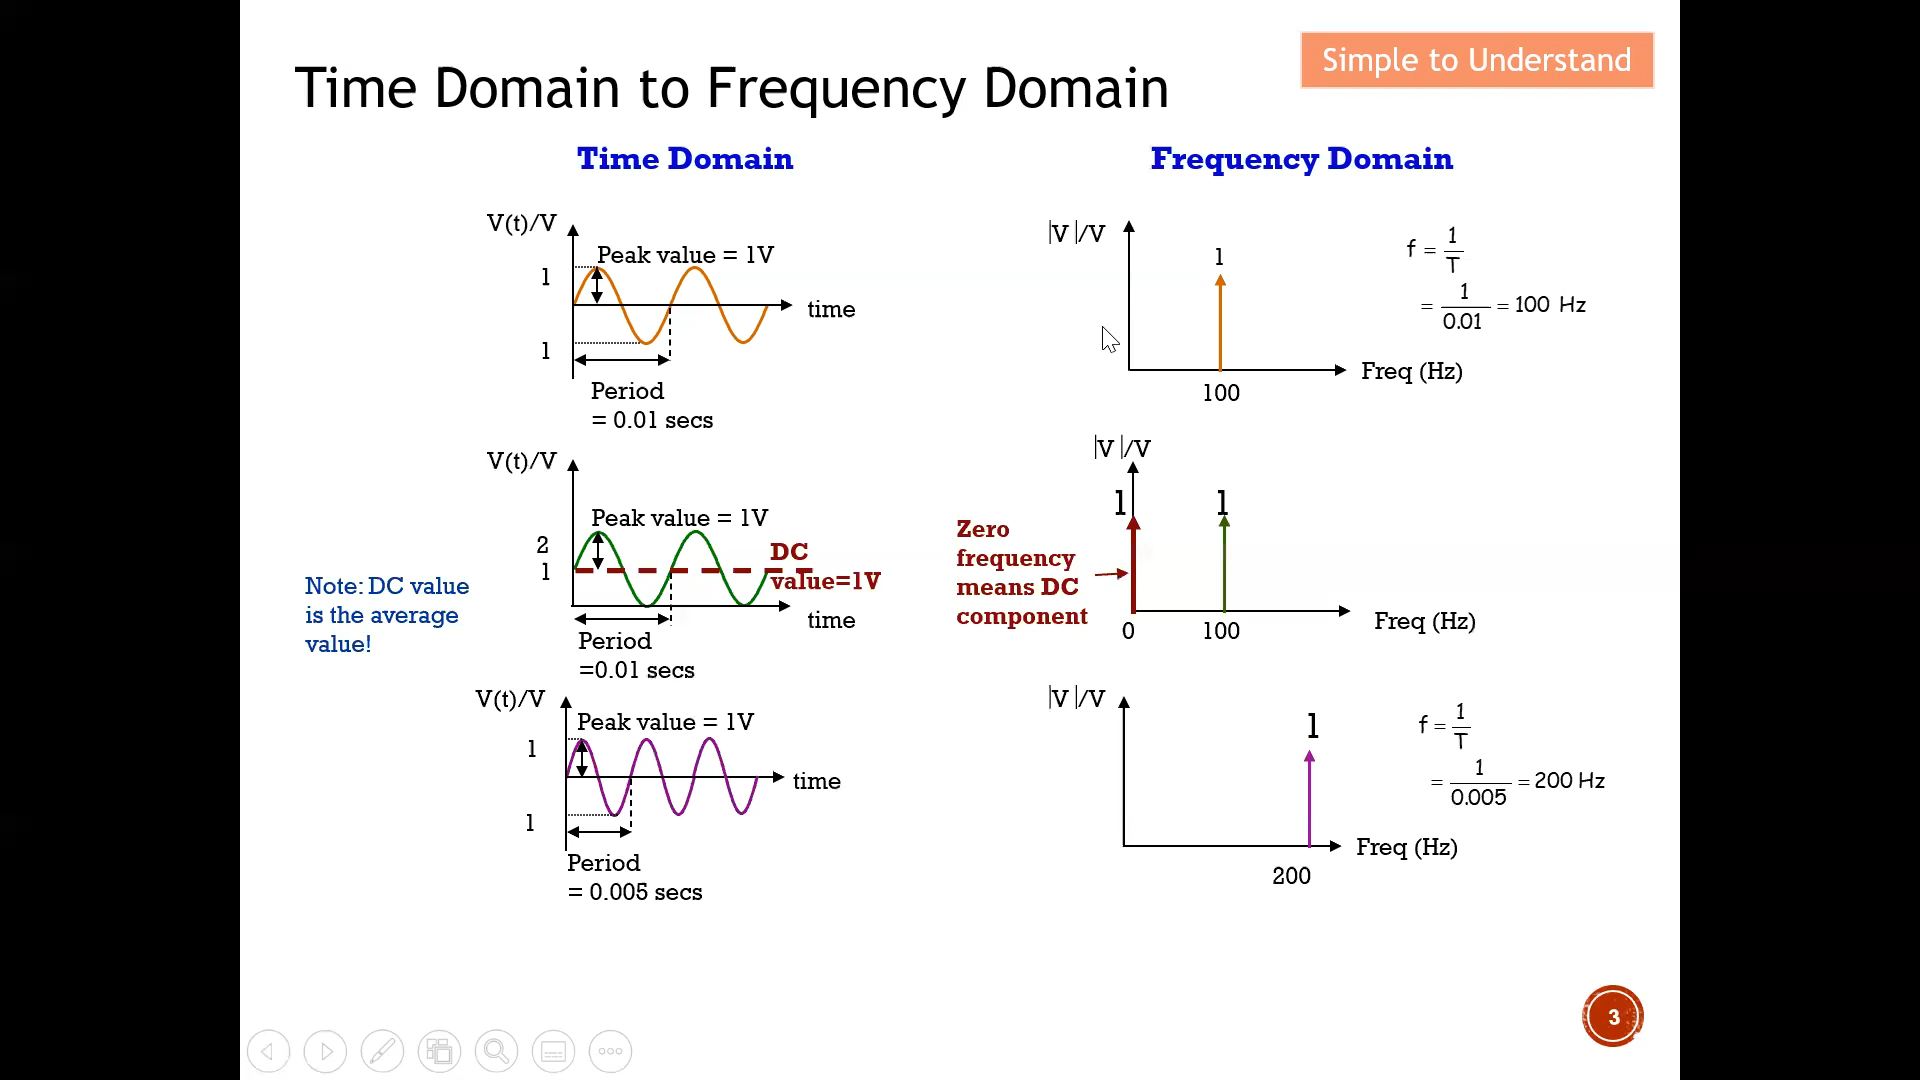 Simple to Understand
Time Domain to Frequency Domain
Time Domain
Frequency Domain
V(t)/V
Peak value = 1V
1
1
time
Period
= 0.01 secs
|V|/V
1
100
Freq (Hz)
f = 1/T
= 1/0.01 = 100 Hz
V(t)/V
Peak value = 1V
2
1
DC
value=1V
time
Period
=0.01 secs
Note: DC value
is the average
value!
|V|/V
1
1
Zero
frequency
means DC
component
0
100
Freq (Hz)
V(t)/V
Peak value = 1V
1
1
time
Period
= 0.005 secs
|V|/V
1
200
Freq (Hz)
f = 1/T
= 1/0.005 = 200 Hz
3